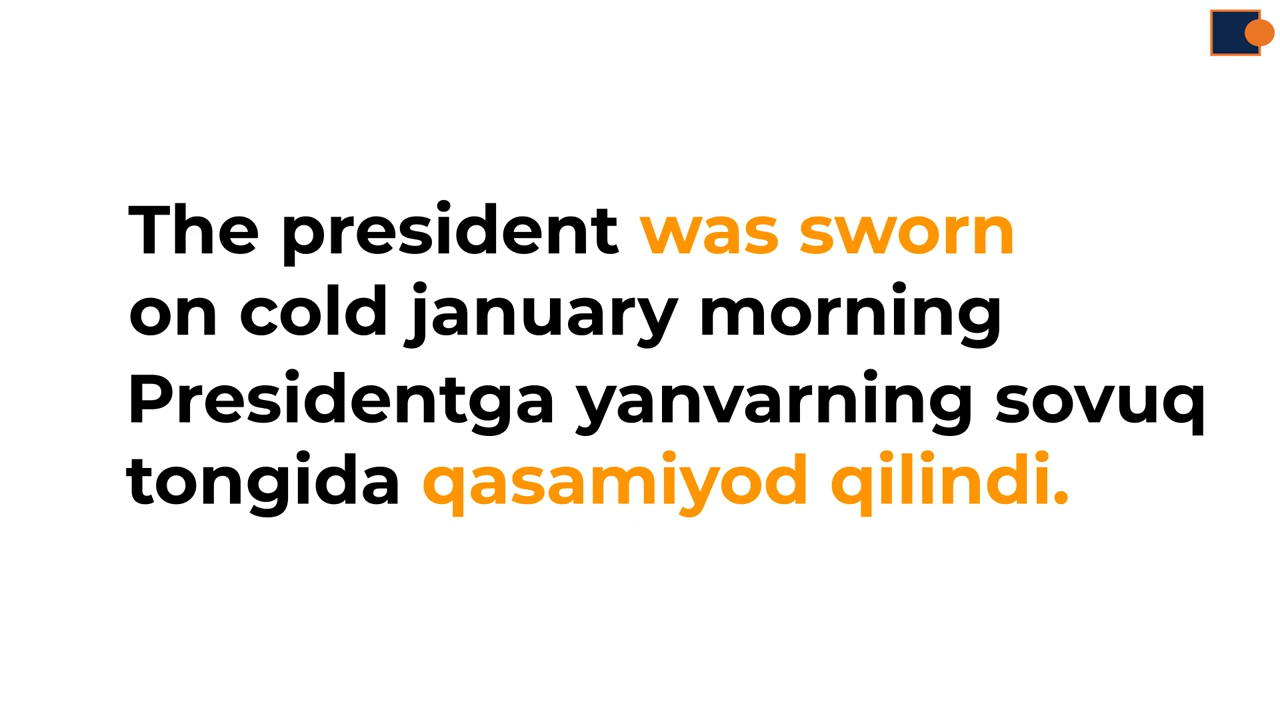 The president was sworn
on cold january morning
Presidentga yanvarning sovuq
tongida qasamiyod qilindi.